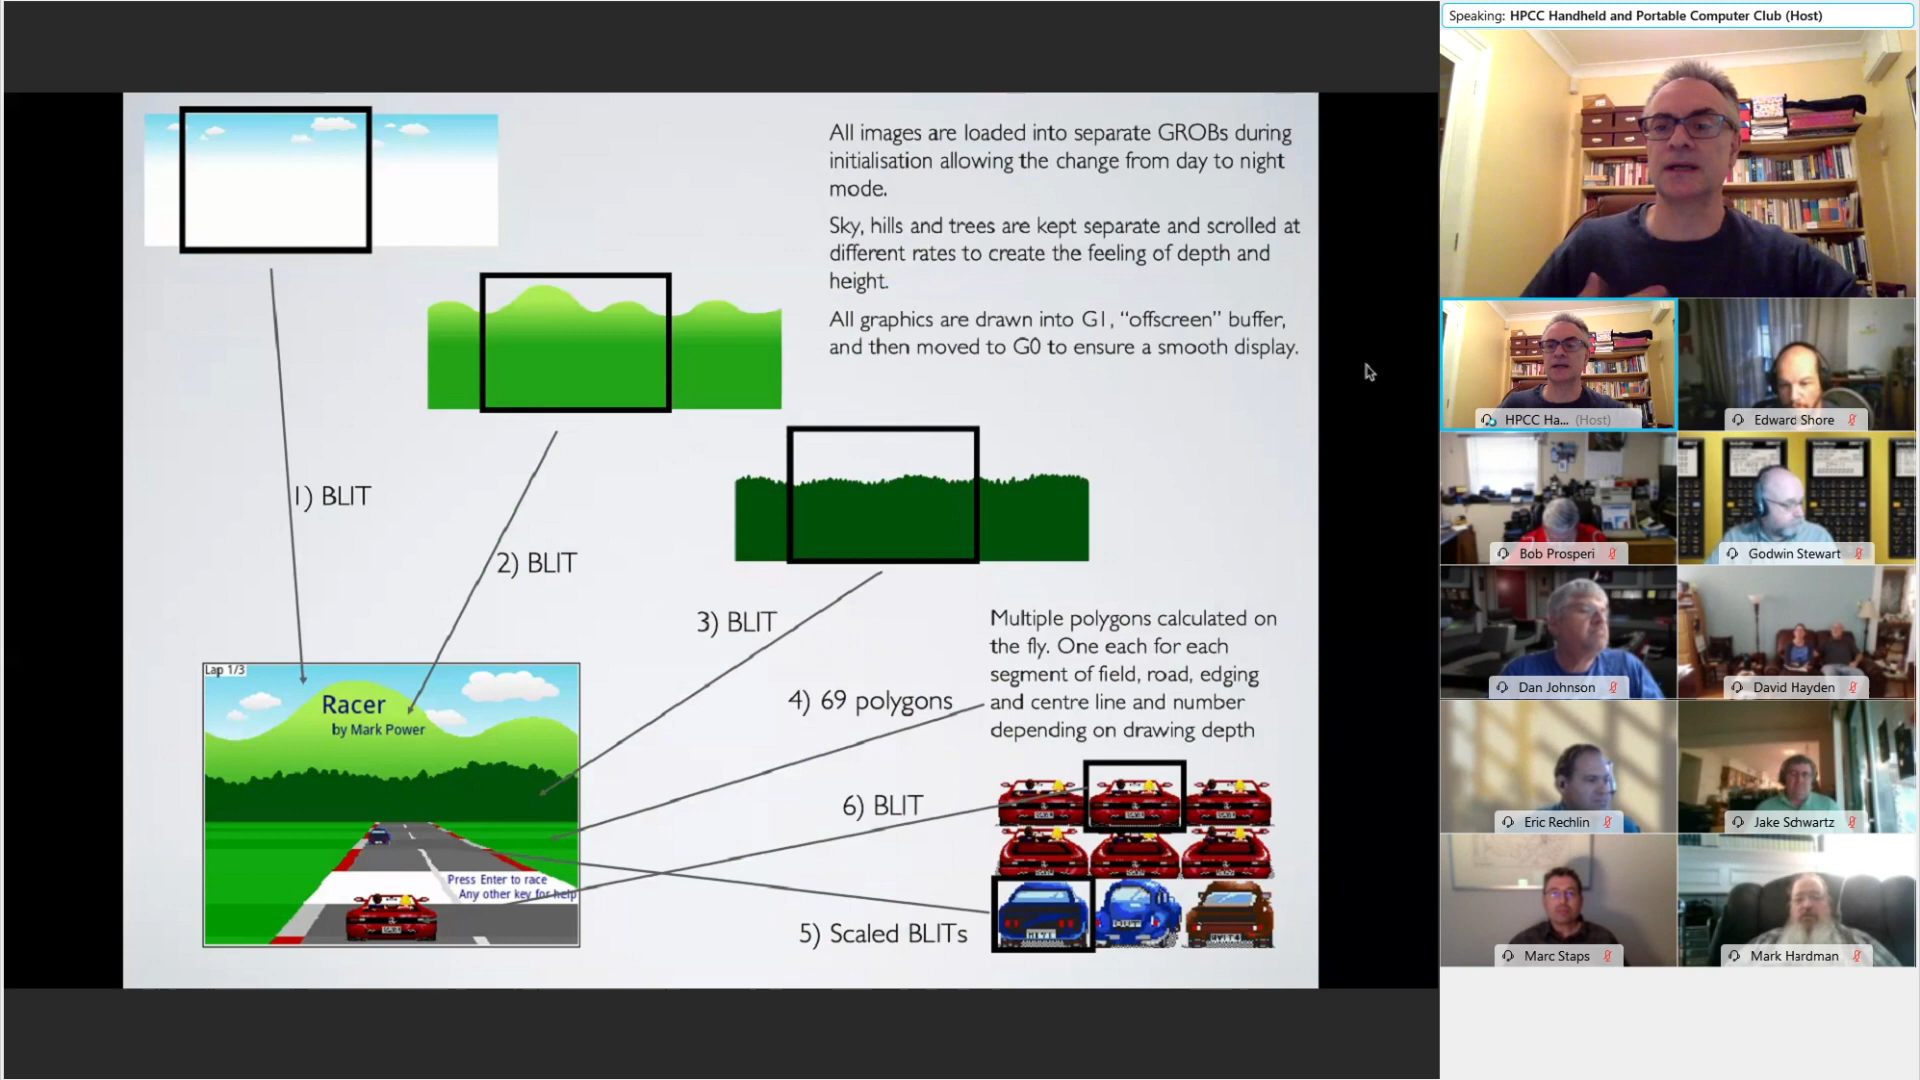 Speaking: HPCC Handheld and Portable Computer Club (Host)
All images are loaded into separate GROBs during
initialisation allowing the change from day to night
mode.
Sky, hills and trees are kept separate and scrolled at
different rates to create the feeling of depth and
height.
All graphics are drawn into G1, “offscreen” buffer,
and then moved to G0 to ensure a smooth display.
1) BLIT
2) BLIT
3) BLIT
Multiple polygons calculated on
the fly. One each for each
segment of field, road, edging
and centre line and number
depending on drawing depth
4) 69 polygons
6) BLIT
5) Scaled BLITs
Lap 1/3
Racer
by Mark Power
Press Enter to race
Any other key for help
HPCC Ha... (Host)
Edward Shore
Bob Prosperi
Godwin Stewart
Dan Johnson
David Hayden
Eric Rechlin
Jake Schwartz
Marc Staps
Mark Hardman